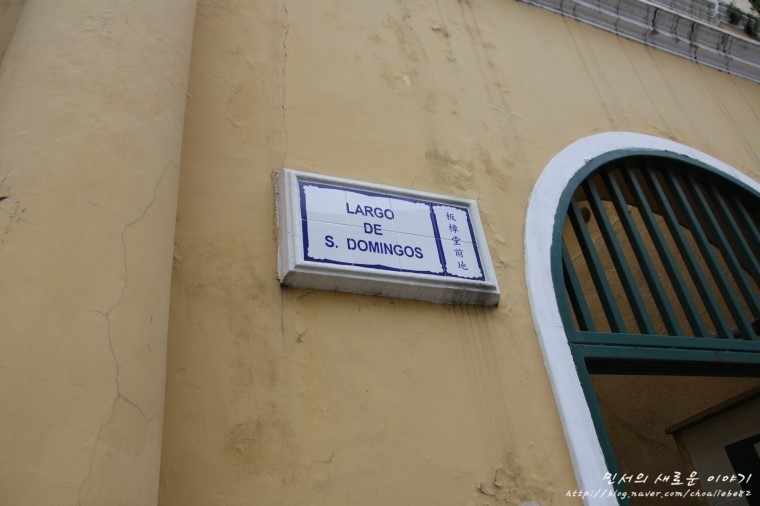 LARGO
DE
S. DOMINGOS
板樟堂前地
민서의 새로운 이야기
http://blog.naver.com/choalebe82